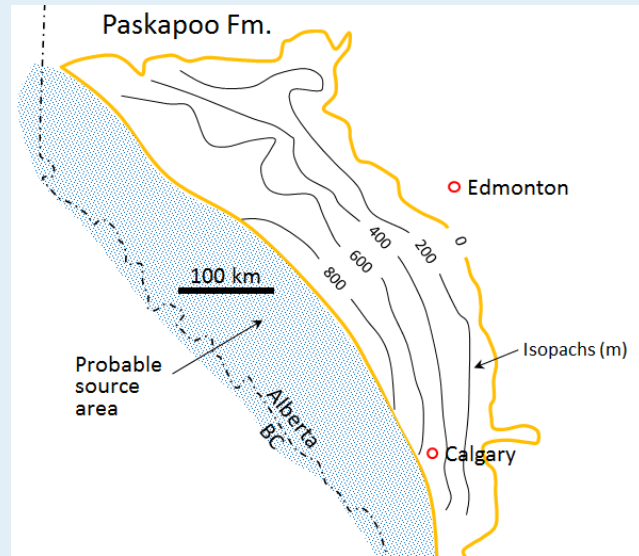 Paskapoo Fm.
Edmonton
0
200
400
600
800
100 km
Isopachs (m)
Probable
source
area
Alberta
BC
Calgary